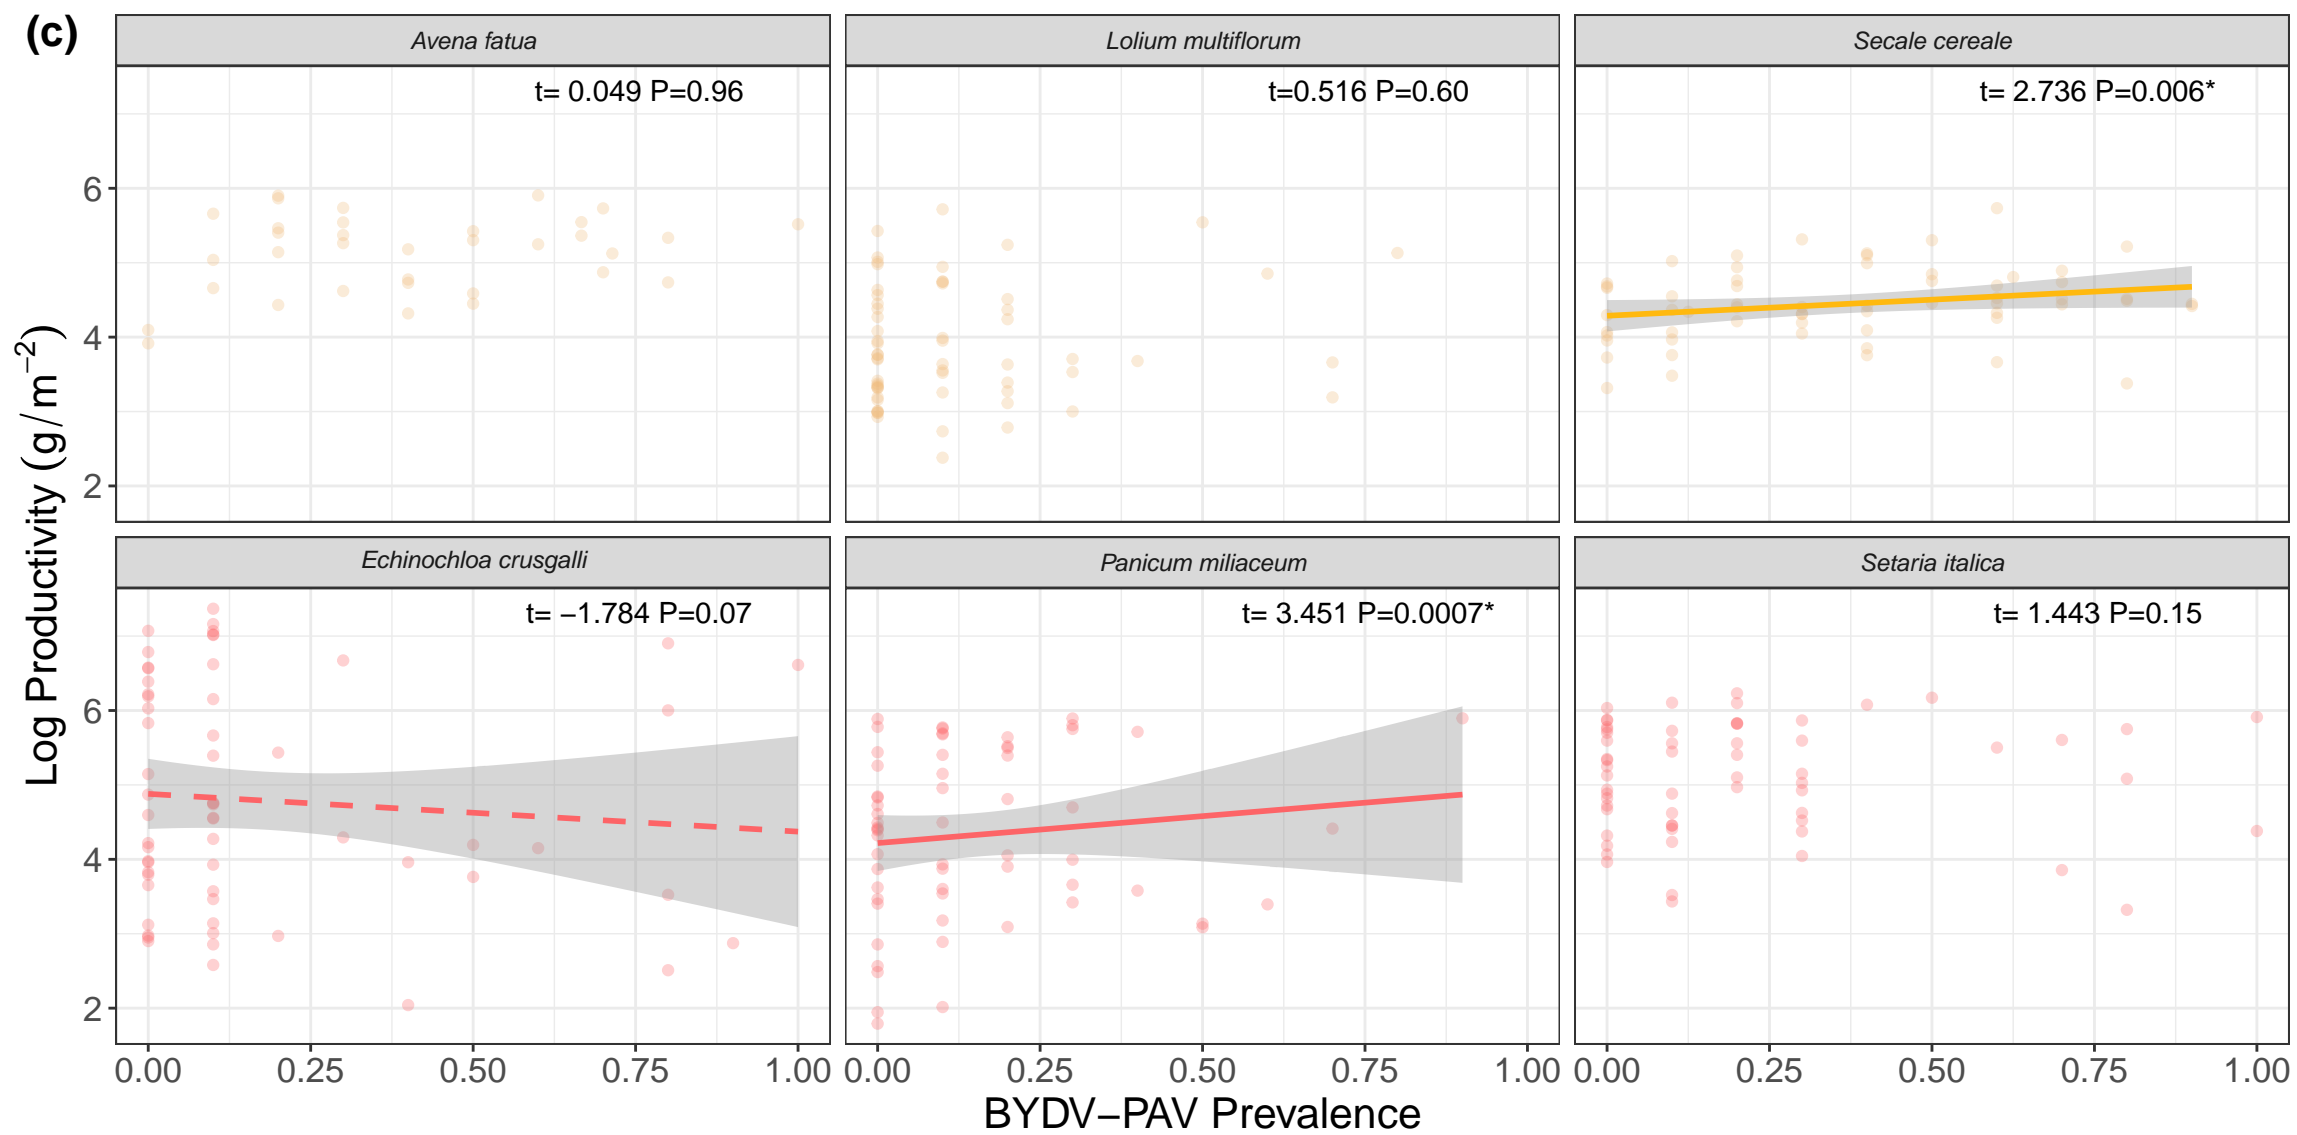 (c)
Avena fatua
Lolium multiflorum
Secale cereale
t= 0.049 P=0.96
t=0.516 P=0.60
t= 2.736 P=0.006*
6
4
2
Echinochloa crusgalli
Panicum miliaceum
Setaria italica
t= −1.784 P=0.07
t= 3.451 P=0.0007*
t= 1.443 P=0.15
6
4
2
0.00 0.25 0.50 0.75 1.00
0.00 0.25 0.50 0.75 1.00
0.00 0.25 0.50 0.75 1.00
BYDV−PAV Prevalence
Log Productivity (g/m⁻²)